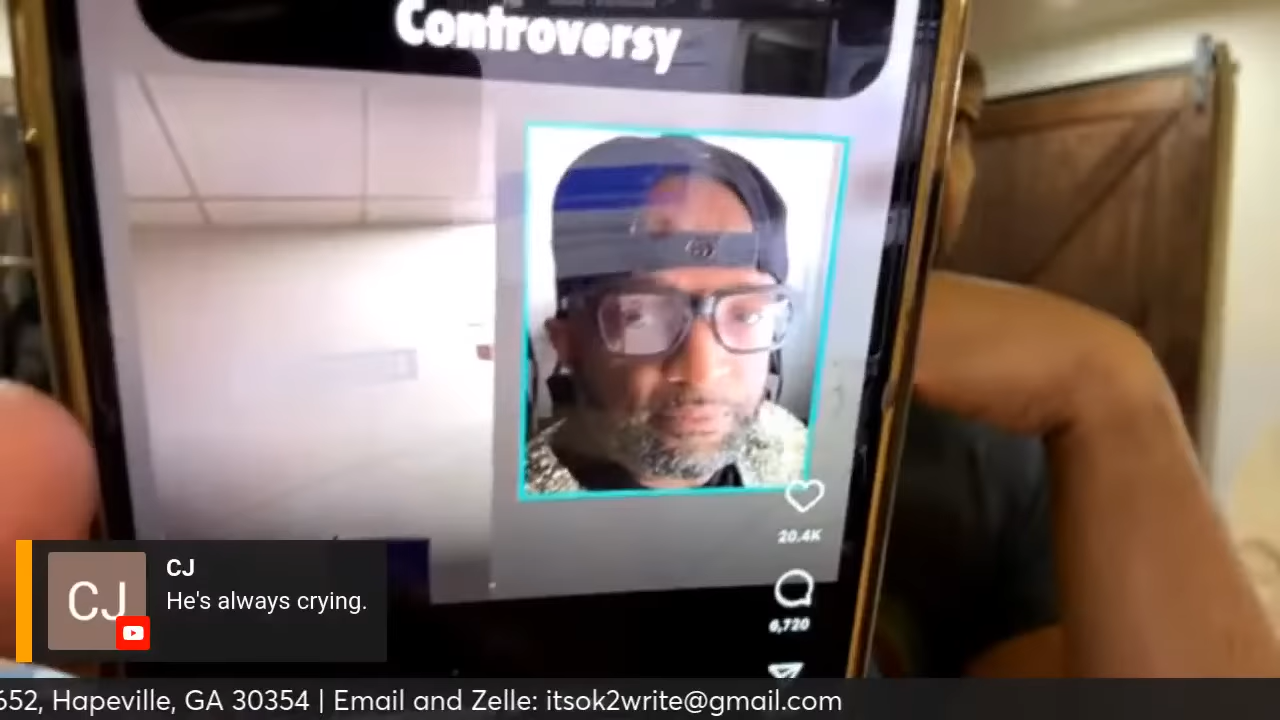 Controversy
20.4K
6,720
CJ
CJ
He's always crying.
652, Hapeville, GA 30354 | Email and Zelle: itsok2write@gmail.com